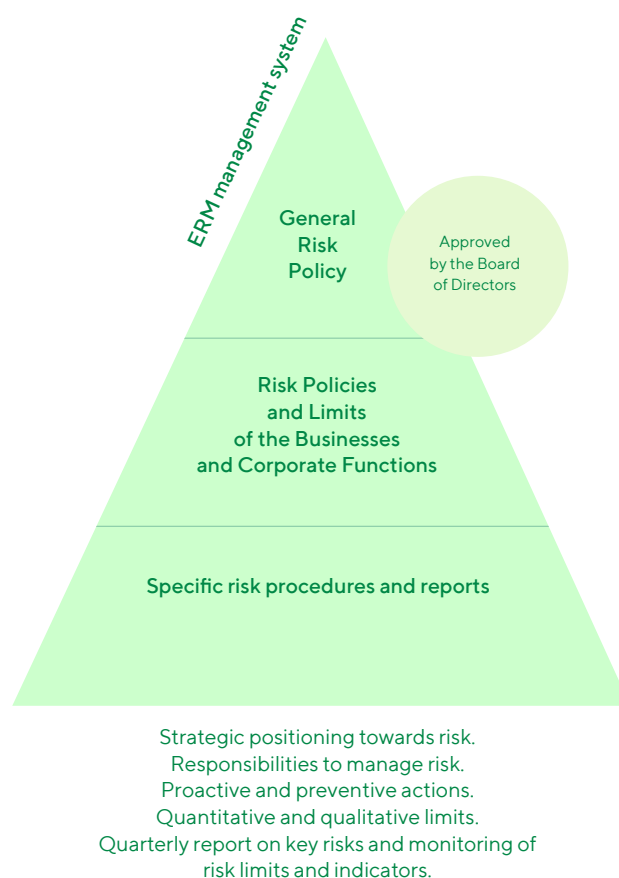 ERM management system
General
Risk
Policy
Approved
by the Board
of Directors
Risk Policies
and Limits
of the Businesses
and Corporate Functions
Specific risk procedures and reports
Strategic positioning towards risk.
Responsibilities to manage risk.
Proactive and preventive actions.
Quantitative and qualitative limits.
Quarterly report on key risks and monitoring of
risk limits and indicators.